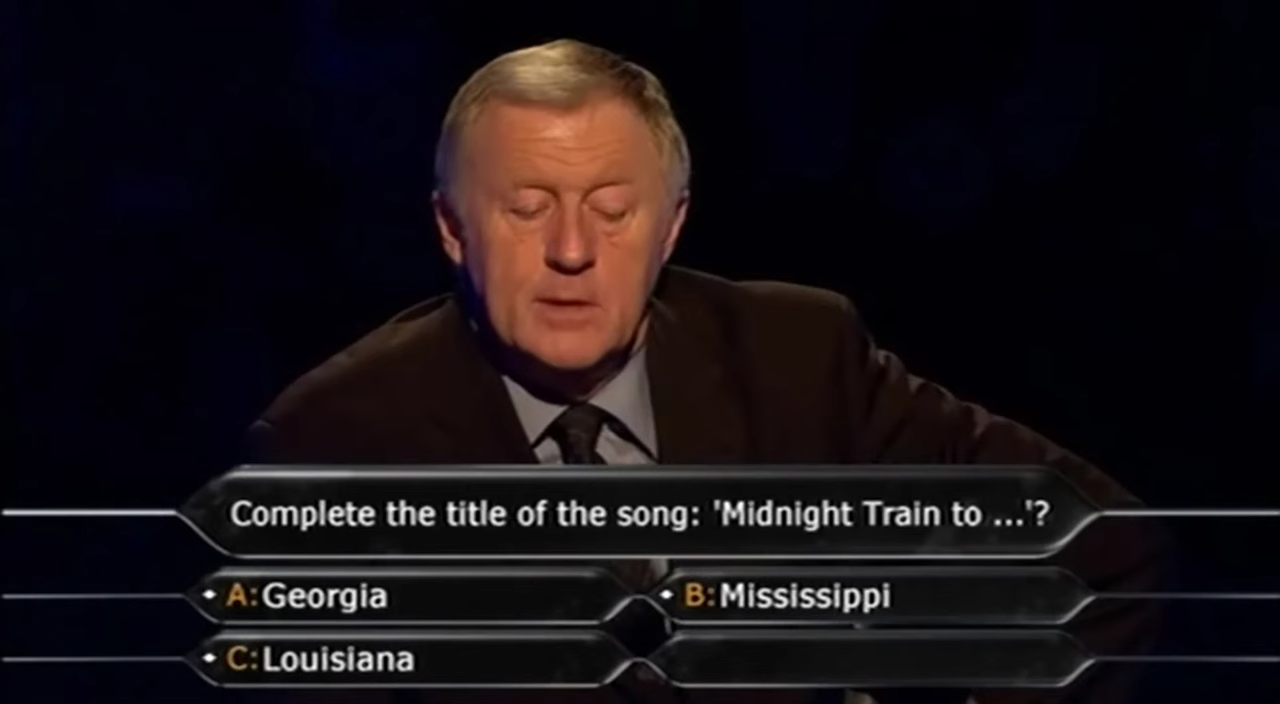 Complete the title of the song: 'Midnight Train to ...'?
A: Georgia
B: Mississippi
C: Louisiana